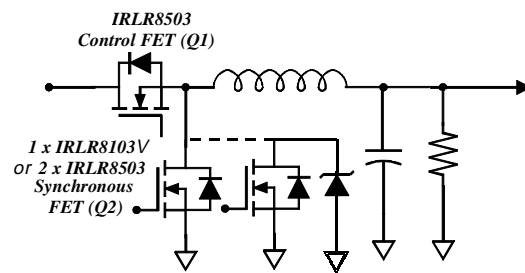 IRLR8503
Control FET (Q1)
1 x IRLR8103V
or 2 x IRLR8503
Synchronous
FET (Q2)